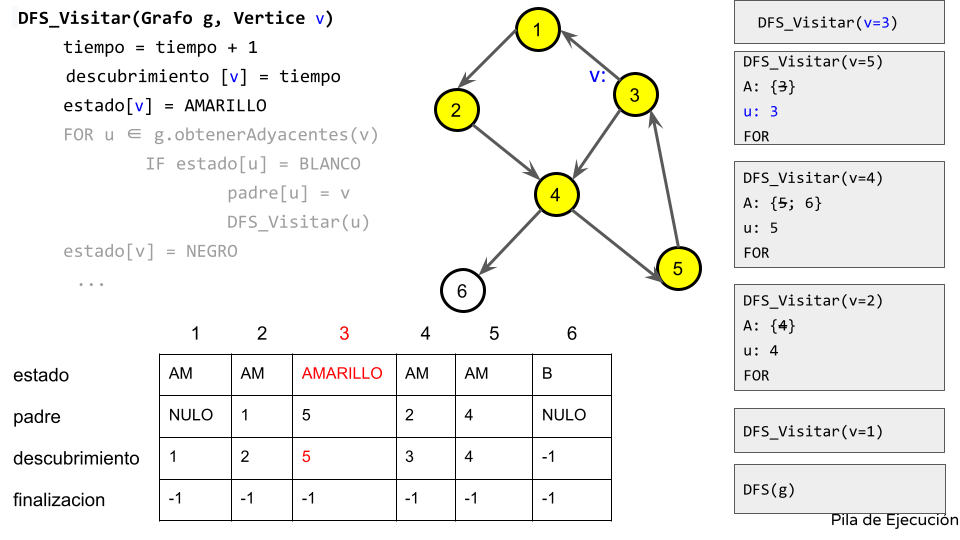 DFS_Visitar(Grafo g, Vertice v)
tiempo = tiempo + 1
descubrimiento [v] = tiempo
estado[v] = AMARILLO
FOR u ∈ g.obtenerAdyacentes(v)
IF estado[u] = BLANCO
padre[u] = v
DFS_Visitar(u)
estado[v] = NEGRO
...
1
v:
3
2
4
5
6
1 2 3 4 5 6
estado AM AM AMARILLO AM AM B
padre NULO 1 5 2 4 NULO
descubrimiento 1 2 5 3 4 -1
finalizacion -1 -1 -1 -1 -1 -1
DFS_Visitar(v=3)
DFS_Visitar(v=5)
A: {3}
u: 3
FOR
DFS_Visitar(v=4)
A: {5; 6}
u: 5
FOR
DFS_Visitar(v=2)
A: {4}
u: 4
FOR
DFS_Visitar(v=1)
DFS(g)
Pila de Ejecución